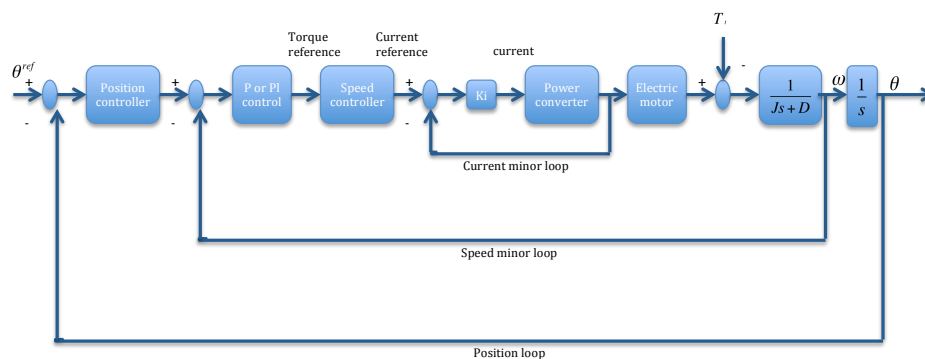 Torque
reference
Current
reference
current
T
-
θ^ref
+
-
Position
controller
+
-
P or PI
control
Speed
controller
+
-
Ki
Power
converter
Electric
motor
+
1
Js + D
ω
1
s
θ
Current minor loop
Speed minor loop
Position loop